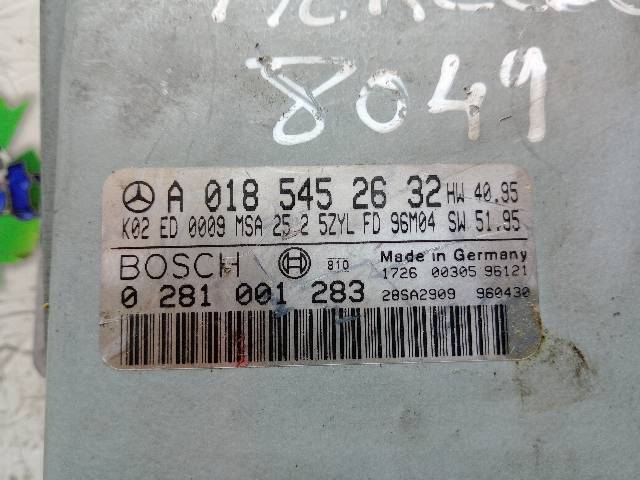 8049
A 018 545 26 32 HW 40.95
K02 ED 0009 MSA 25.2 5ZYL FD 96M04 SW 51.95
BOSCH 810 Made in Germany
1726 00305 96121
0 281 001 283 28SA2909 960430